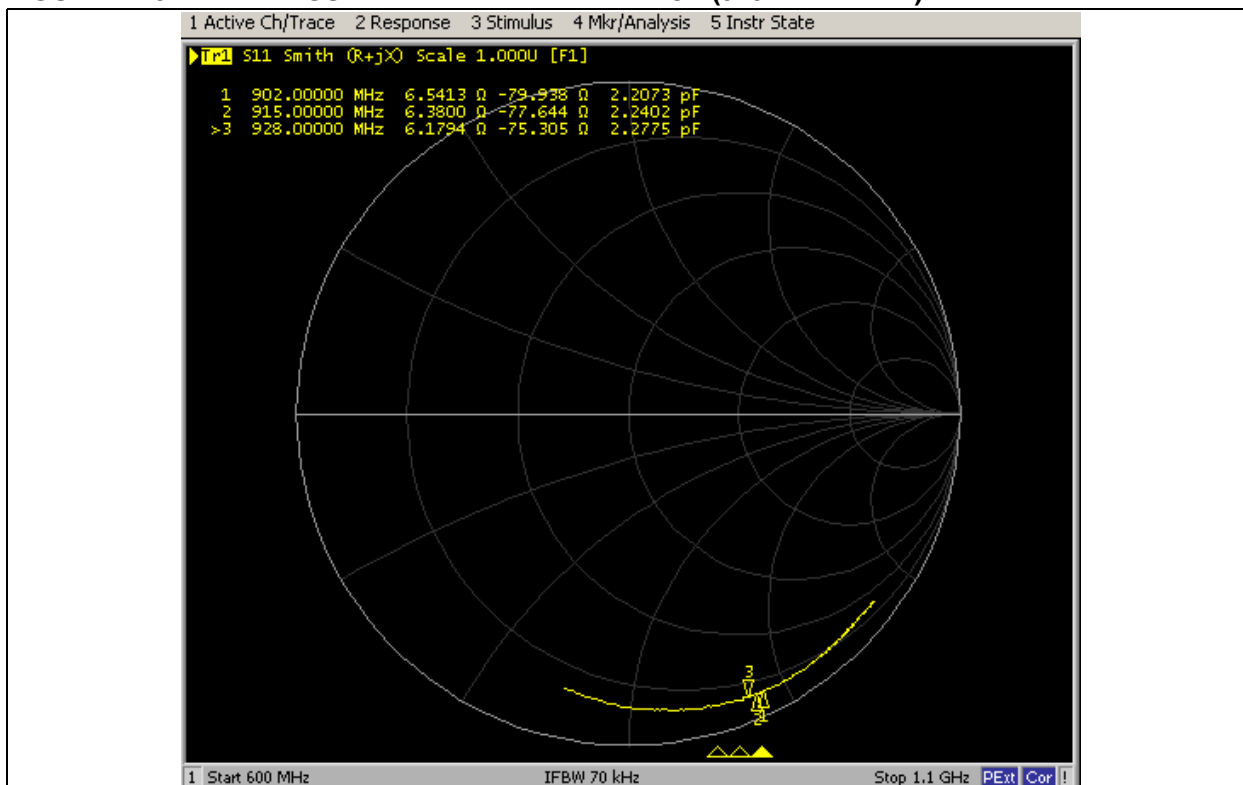 1 Active Ch/Trace 2 Response 3 Stimulus 4 Mkr/Analysis 5 Instr State
Tr1 S11 Smith (R+jX) Scale 1.000U [F1]
1 902.00000 MHz 6.5413 Ω -79.938 Ω 2.2073 pF
2 915.00000 MHz 6.3800 Ω -77.644 Ω 2.2402 pF
>3 928.00000 MHz 6.1794 Ω -75.305 Ω 2.2775 pF
3
2 1
1 Start 600 MHz IFBW 70 kHz Stop 1.1 GHz PExt Cor !